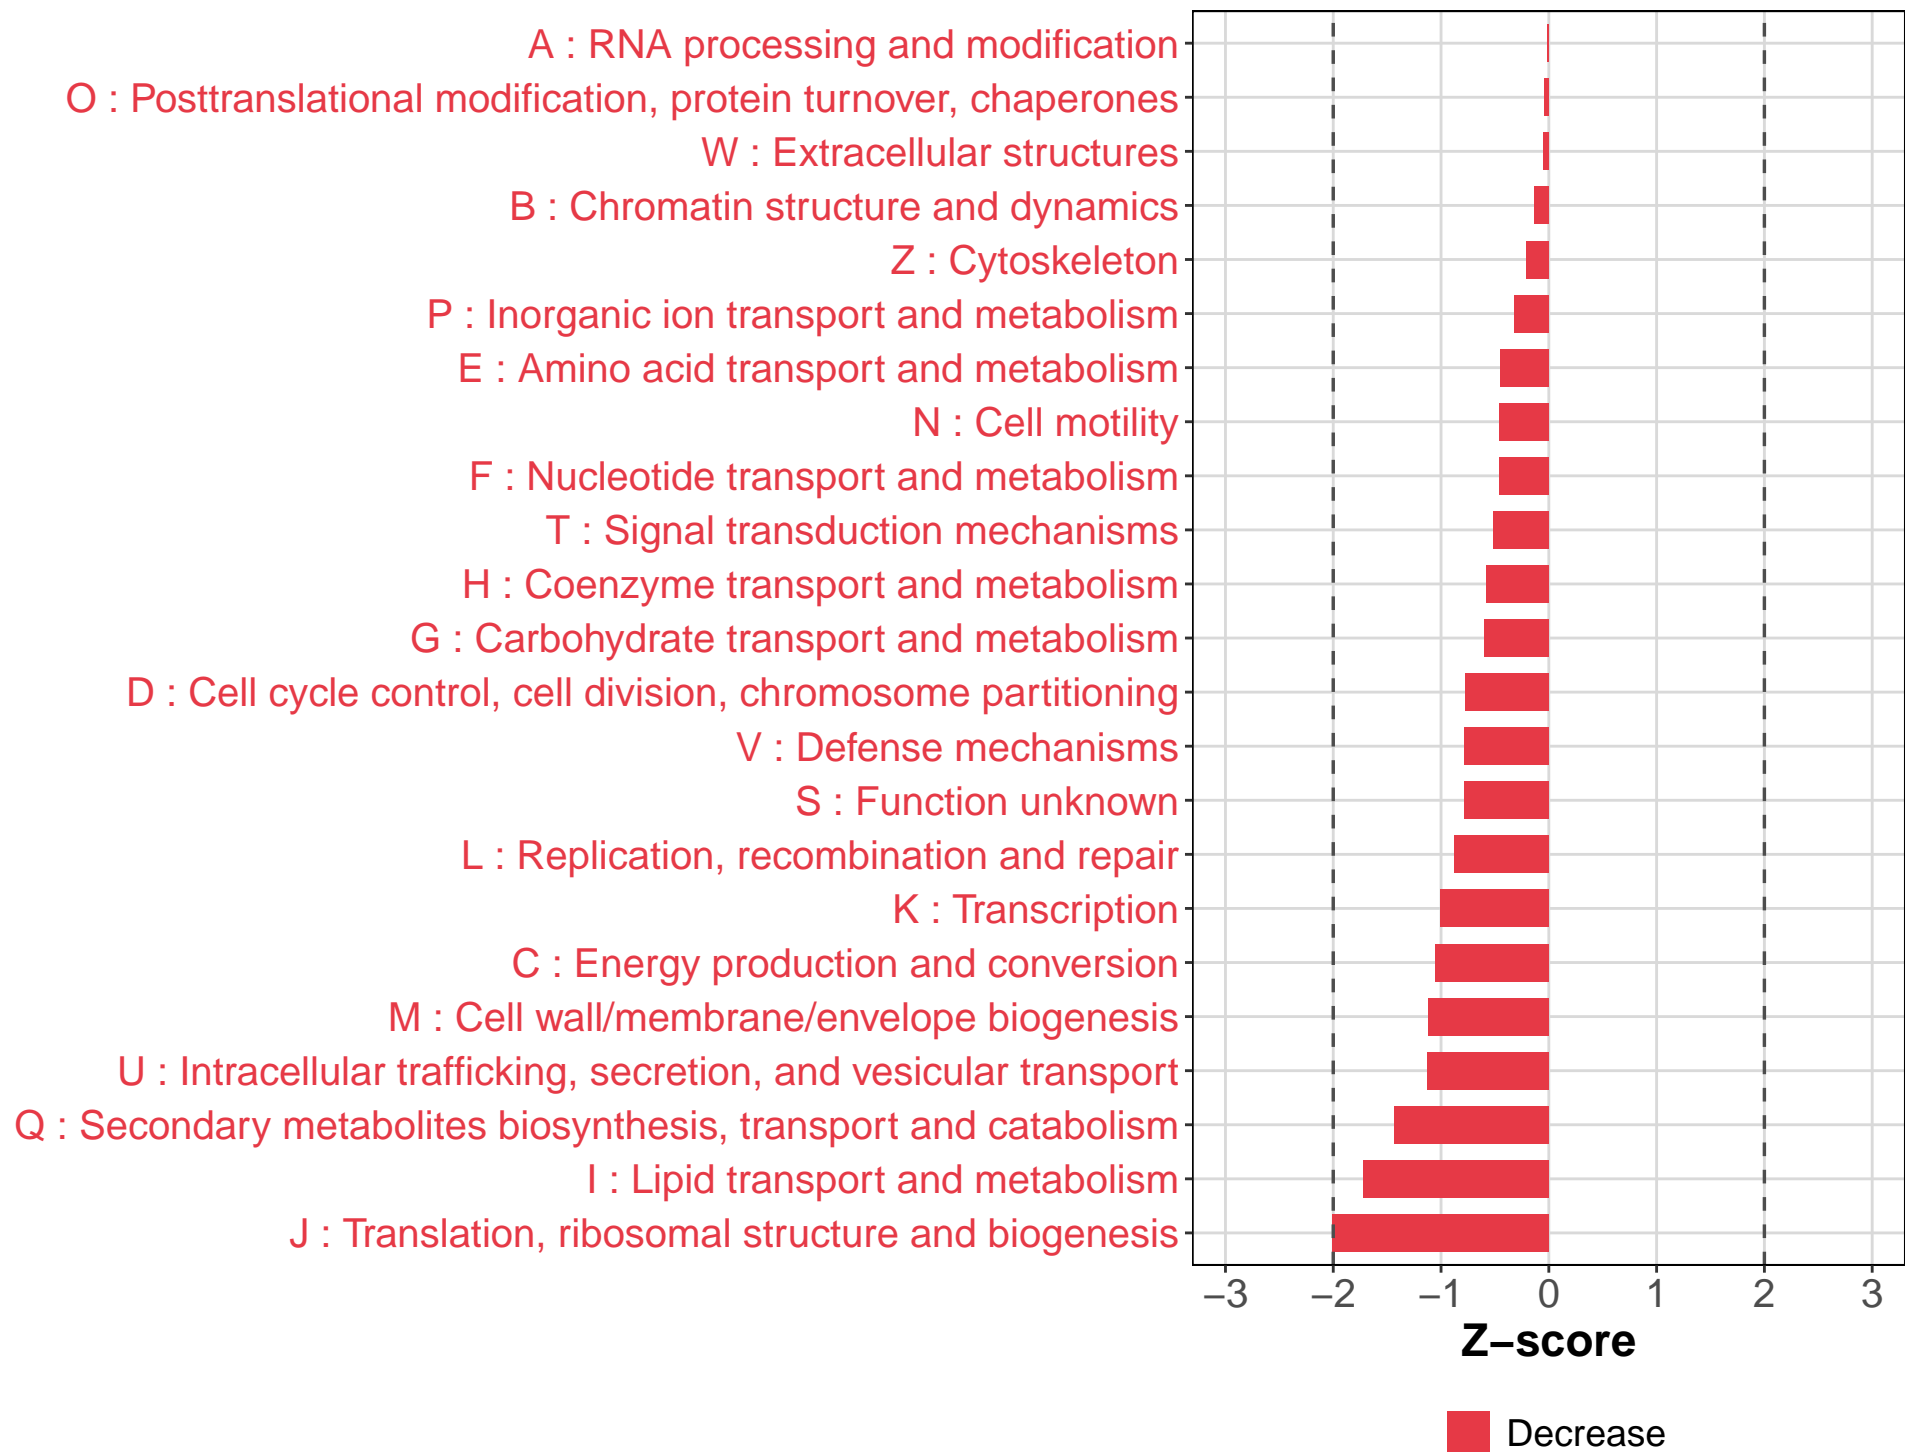 A : RNA processing and modification
O : Posttranslational modification, protein turnover, chaperones
W : Extracellular structures
B : Chromatin structure and dynamics
Z : Cytoskeleton
P : Inorganic ion transport and metabolism
E : Amino acid transport and metabolism
N : Cell motility
F : Nucleotide transport and metabolism
T : Signal transduction mechanisms
H : Coenzyme transport and metabolism
G : Carbohydrate transport and metabolism
D : Cell cycle control, cell division, chromosome partitioning
V : Defense mechanisms
S : Function unknown
L : Replication, recombination and repair
K : Transcription
C : Energy production and conversion
M : Cell wall/membrane/envelope biogenesis
U : Intracellular trafficking, secretion, and vesicular transport
Q : Secondary metabolites biosynthesis, transport and catabolism
I : Lipid transport and metabolism
J : Translation, ribosomal structure and biogenesis
−3 −2 −1 0 1 2 3
Z−score
Decrease